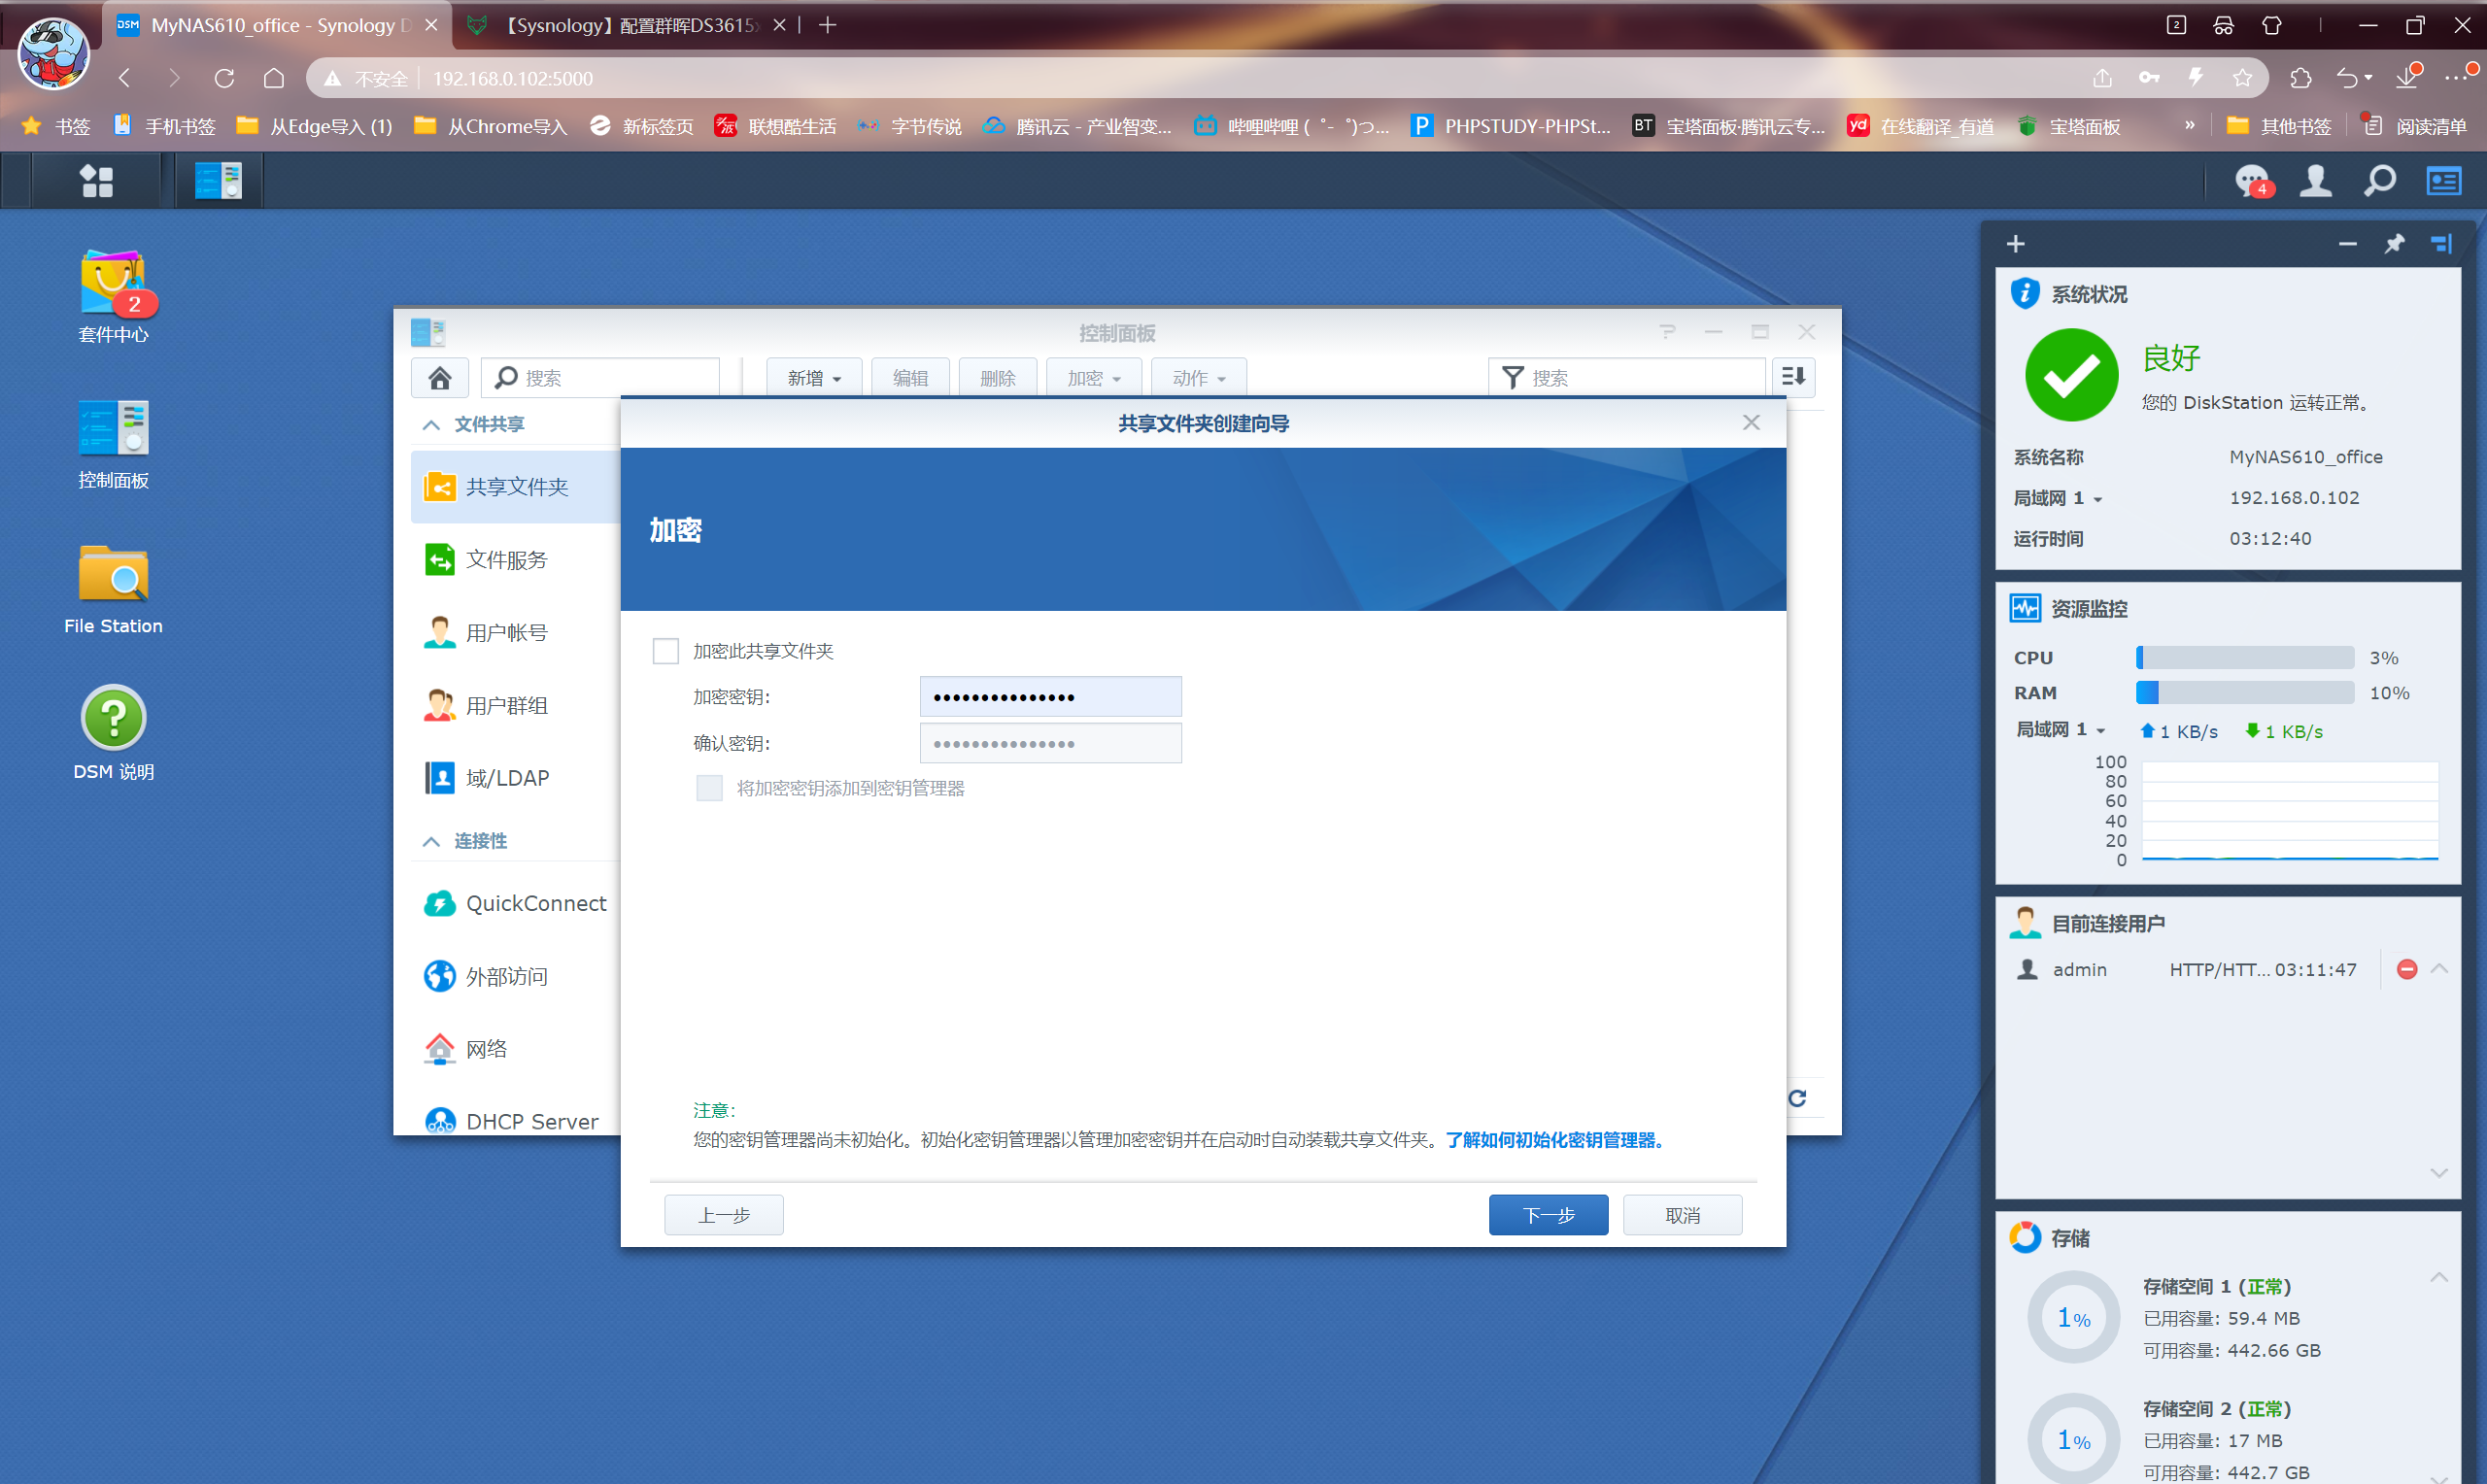 MyNAS610_office - Synology D
【Sysnology】配置群晖DS3615x
2
不安全
192.168.0.102:5000
书签
手机书签
从Edge导入 (1)
从Chrome导入
新标签页
联想酷生活
字节传说
腾讯云 - 产业智变...
哔哩哔哩 ( ゜- ゜)つ...
P
PHPSTUDY-PHPSt...
BT
宝塔面板·腾讯云专...
yd
在线翻译_有道
宝塔面板
»
其他书签
阅读清单
4
2
套件中心
控制面板
File Station
DSM 说明
控制面板
搜索
新增
编辑
删除
加密
动作
搜索
文件共享
共享文件夹
文件服务
用户帐号
用户群组
域/LDAP
连接性
QuickConnect
外部访问
网络
DHCP Server
共享文件夹创建向导
加密
加密此共享文件夹
加密密钥:
•••••••••••••••
确认密钥:
•••••••••••••••
将加密密钥添加到密钥管理器
注意:
您的密钥管理器尚未初始化。初始化密钥管理器以管理加密密钥并在启动时自动装载共享文件夹。了解如何初始化密钥管理器。
上一步
下一步
取消
系统状况
良好
您的 DiskStation 运转正常。
系统名称 MyNAS610_office
局域网 1 192.168.0.102
运行时间 03:12:40
资源监控
CPU 3%
RAM 10%
局域网 1 1 KB/s 1 KB/s
100
80
60
40
20
0
目前连接用户
admin HTTP/HTT... 03:11:47
存储
1%
存储空间 1 (正常)
已用容量: 59.4 MB
可用容量: 442.66 GB
1%
存储空间 2 (正常)
已用容量: 17 MB
可用容量: 442.7 GB